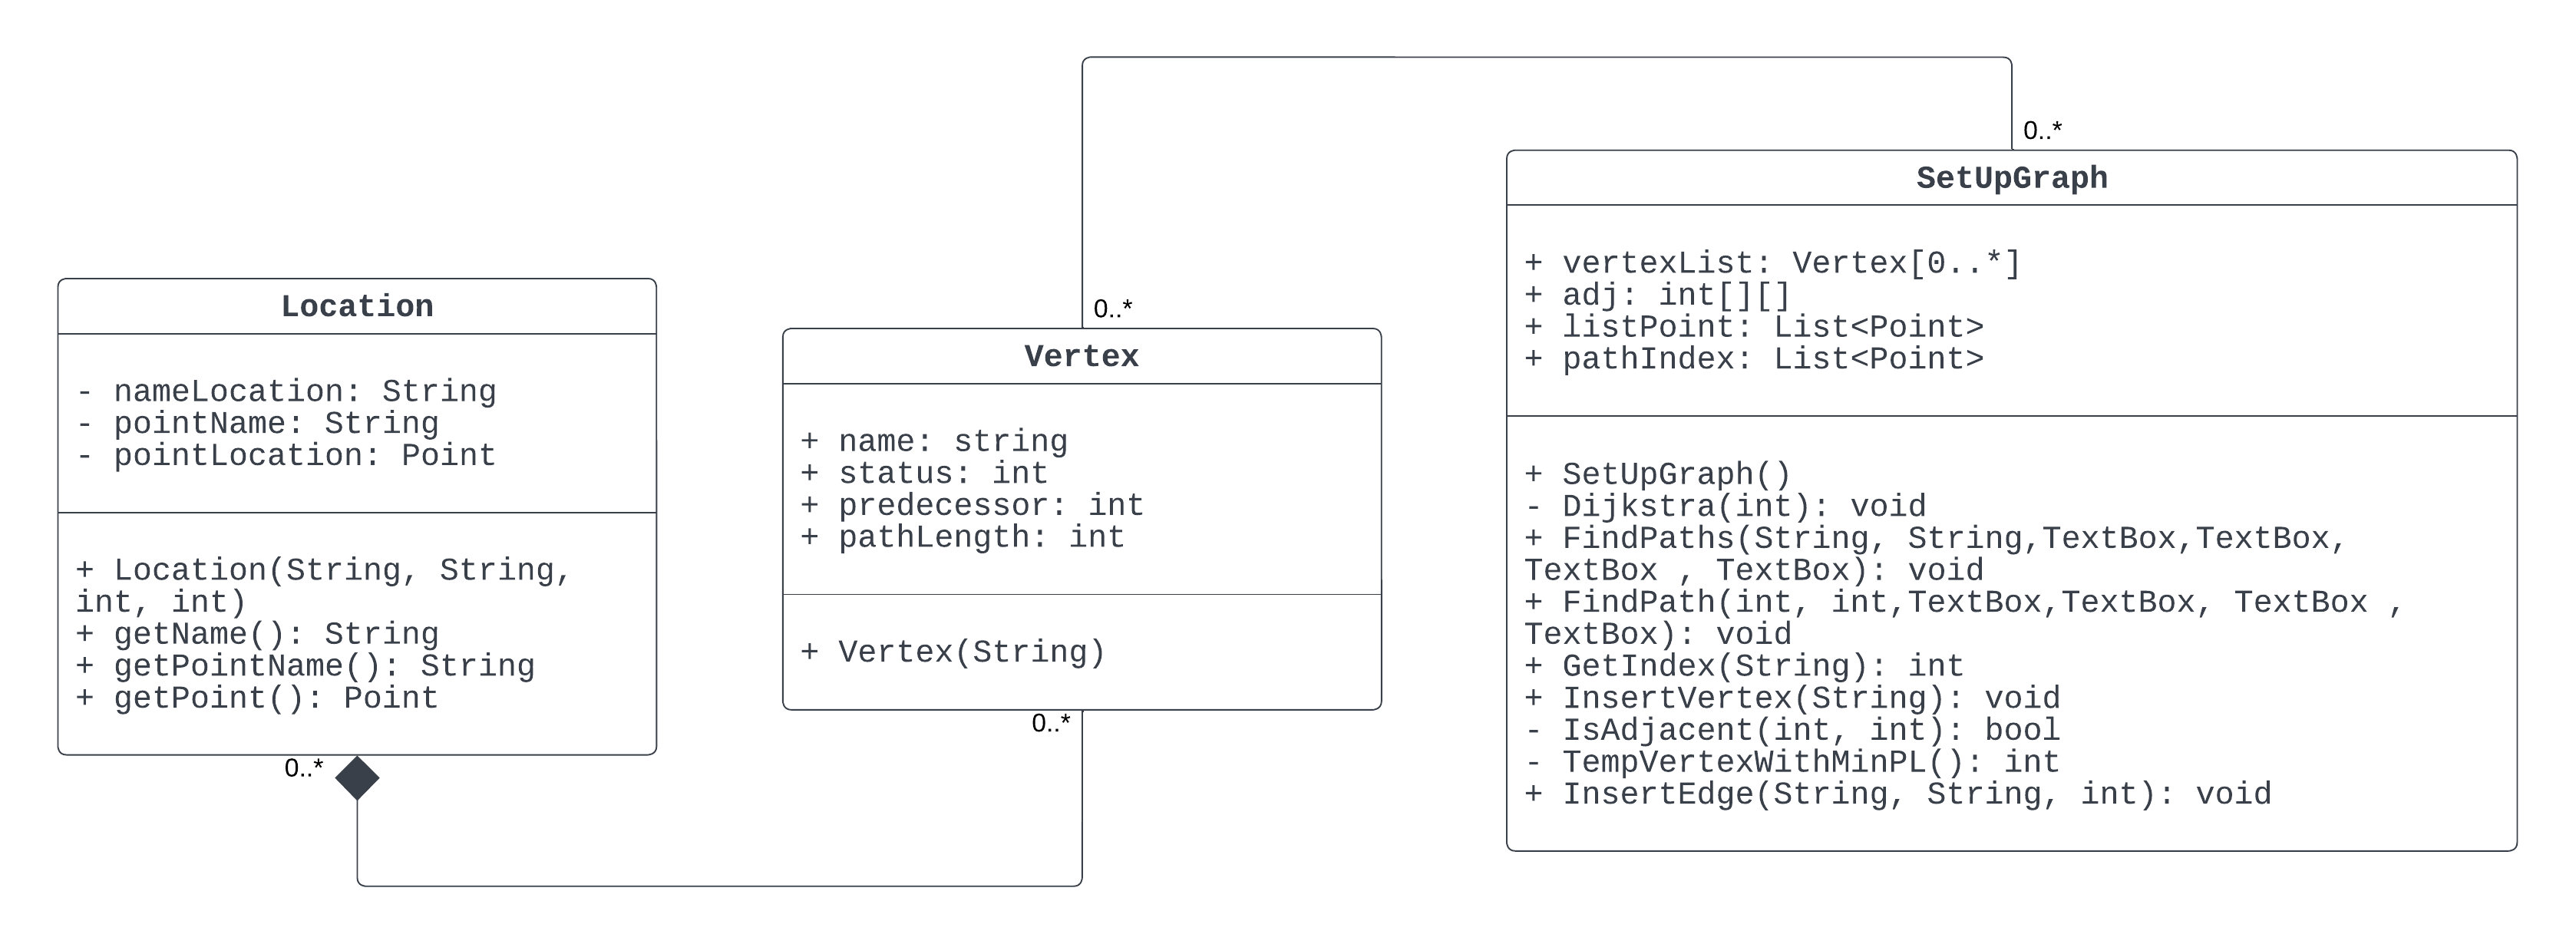 Location
- nameLocation: String
- pointName: String
- pointLocation: Point
+ Location(String, String,
int, int)
+ getName(): String
+ getPointName(): String
+ getPoint(): Point
0..*
0..*
Vertex
+ name: string
+ status: int
+ predecessor: int
+ pathLength: int
+ Vertex(String)
0..*
0..*
SetUpGraph
+ vertexList: Vertex[0..*]
+ adj: int[][]
+ listPoint: List<Point>
+ pathIndex: List<Point>
+ SetUpGraph()
- Dijkstra(int): void
+ FindPaths(String, String,TextBox,TextBox,
TextBox , TextBox): void
+ FindPath(int, int,TextBox,TextBox, TextBox ,
TextBox): void
+ GetIndex(String): int
+ InsertVertex(String): void
- IsAdjacent(int, int): bool
- TempVertexWithMinPL(): int
+ InsertEdge(String, String, int): void